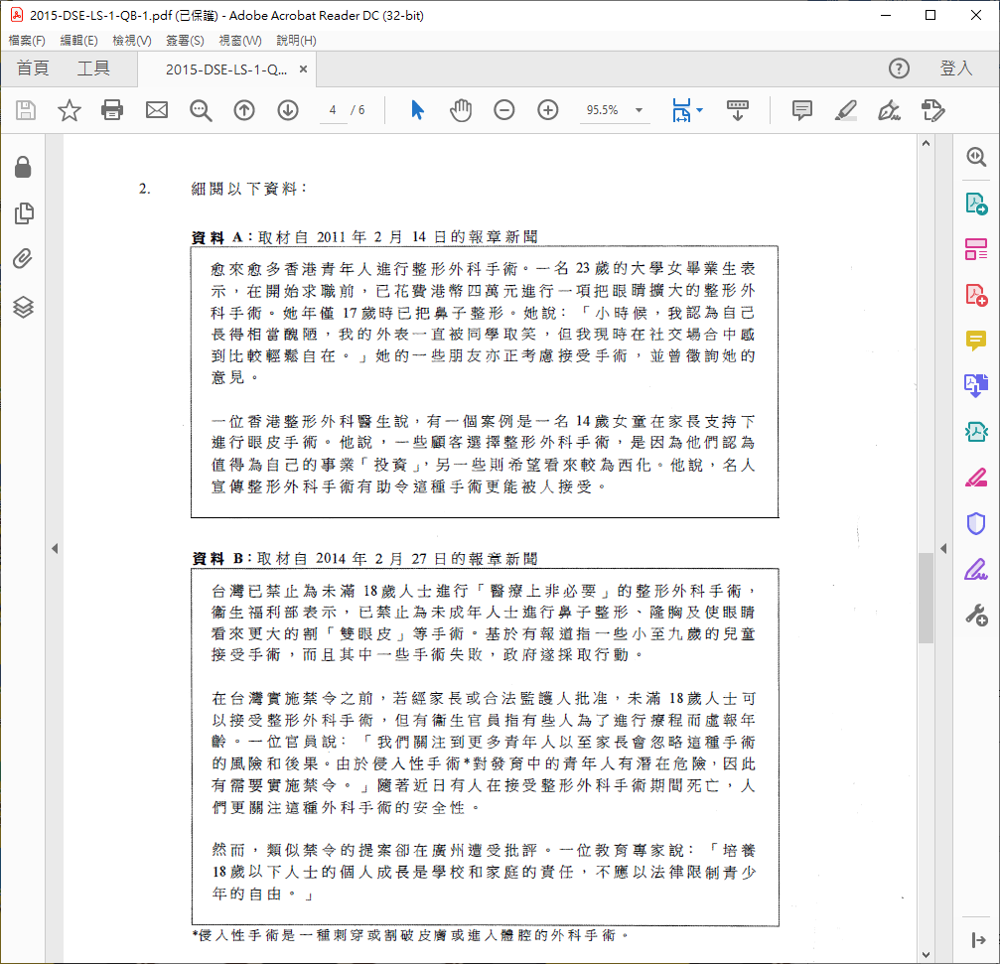 2015-DSE-LS-1-QB-1.pdf (已保護) - Adobe Acrobat Reader DC (32-bit)
檔案(F) 編輯(E) 檢視(V) 簽署(S) 視窗(W) 說明(H)
首頁 工具 2015-DSE-LS-1-Q... × 登入
4 / 6 95.5%
2. 細閱以下資料：
資料 A：取材自 2011 年 2 月 14 日的報章新聞
愈來愈多香港青年人進行整形外科手術。一名 23 歲的大學女畢業生表
示，在開始求職前，已花費港幣四萬元進行一項把眼睛擴大的整形外
科手術。她年僅 17 歲時已把鼻子整形。她說：「小時候，我認為自己
長得相當醜陋，我的外表一直被同學取笑，但我現時在社交場合中感
到比較輕鬆自在。」她的一些朋友亦正考慮接受手術，並曾徵詢她的
意見。
一位香港整形外科醫生說，有一個案例是一名 14 歲女童在家長支持下
進行眼皮手術。他說，一些顧客選擇整形外科手術，是因為他們認為
值得為自己的事業「投資」，另一些則希望看來較為西化。他說，名人
宣傳整形外科手術有助令這種手術更能被人接受。
資料 B：取材自 2014 年 2 月 27 日的報章新聞
台灣已禁止為未滿 18 歲人士進行「醫療上非必要」的整形外科手術，
衞生福利部表示，已禁止為未成年人士進行鼻子整形、隆胸及使眼睛
看來更大的割「雙眼皮」等手術。基於有報道指一些小至九歲的兒童
接受手術，而且其中一些手術失敗，政府遂採取行動。
在台灣實施禁令之前，若經家長或合法監護人批准，未滿 18 歲人士可
以接受整形外科手術，但有衞生官員指有些人為了進行療程而虛報年
齡。一位官員說：「我們關注到更多青年人以至家長會忽略這種手術
的風險和後果。由於侵入性手術*對發育中的青年人有潛在危險，因此
有需要實施禁令。」隨著近日有人在接受整形外科手術期間死亡，人
們更關注這種外科手術的安全性。
然而，類似禁令的提案卻在廣州遭受批評。一位教育專家說：「培養
18 歲以下人士的個人成長是學校和家庭的責任，不應以法律限制青少
年的自由。」
*侵入性手術是一種刺穿或割破皮膚或進入體腔的外科手術。